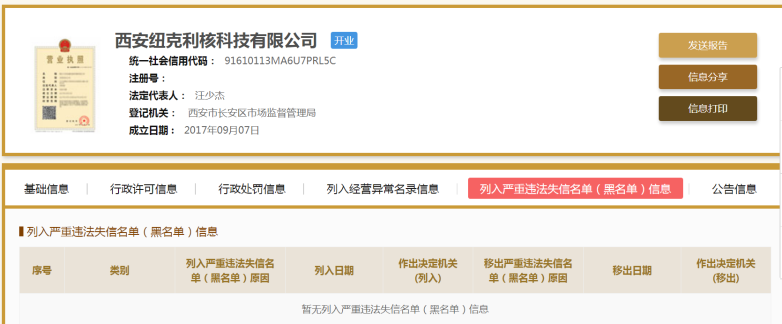 西安纽克利核科技有限公司 开业
统一社会信用代码： 91610113MA6U7PRL5C
注册号：
法定代表人： 汪少杰
登记机关： 西安市长安区市场监督管理局
成立日期： 2017年09月07日
营业执照
发送报告
信息分享
信息打印
基础信息 行政许可信息 行政处罚信息 列入经营异常名录信息 列入严重违法失信名单（黑名单）信息 公告信息
列入严重违法失信名单（黑名单）信息
序号 类别 列入严重违法失信名单（黑名单）原因 列入日期 作出决定机关(列入) 移出严重违法失信名单（黑名单）原因 移出日期 作出决定机关(移出)
暂无列入严重违法失信名单（黑名单）信息